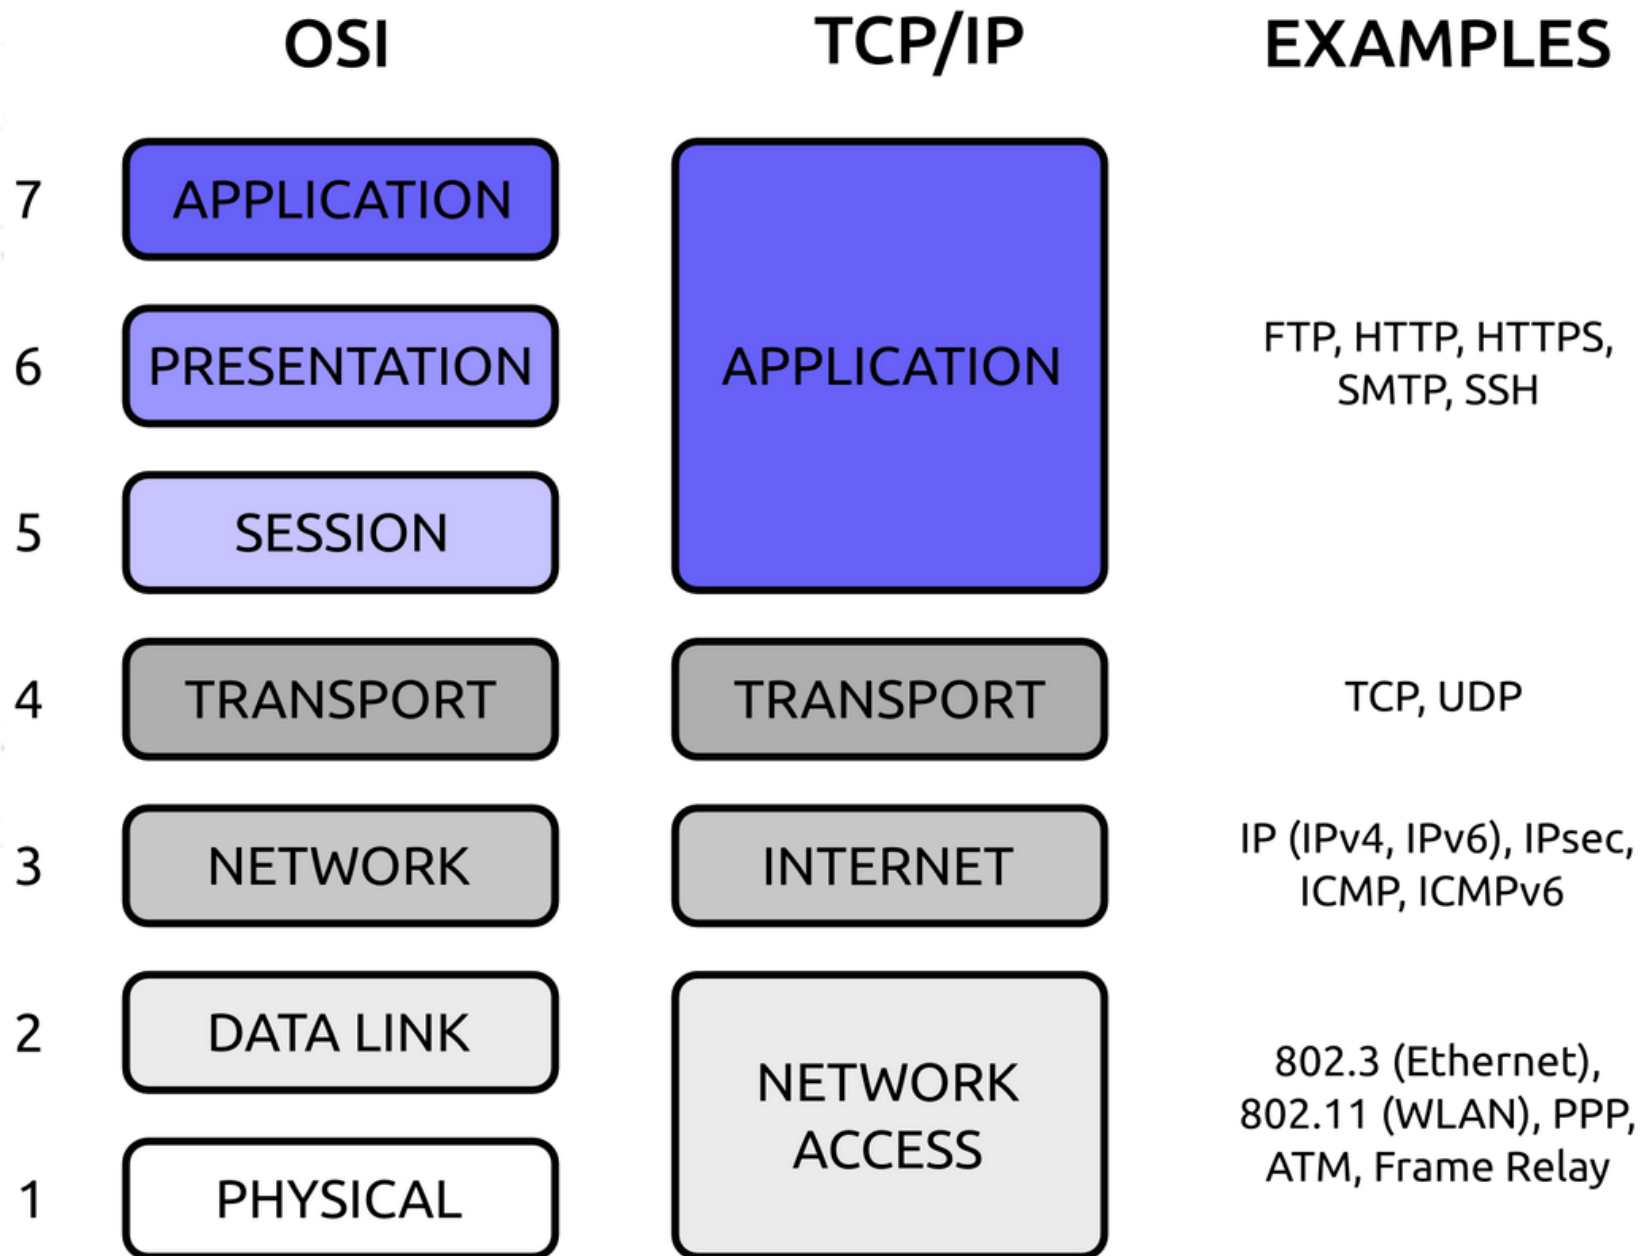 OSI TCP/IP EXAMPLES
7 APPLICATION
6 PRESENTATION APPLICATION FTP, HTTP, HTTPS,
SMTP, SSH
5 SESSION
4 TRANSPORT TRANSPORT TCP, UDP
3 NETWORK INTERNET IP (IPv4, IPv6), IPsec,
ICMP, ICMPv6
2 DATA LINK
NETWORK
ACCESS
802.3 (Ethernet),
802.11 (WLAN), PPP,
ATM, Frame Relay
1 PHYSICAL